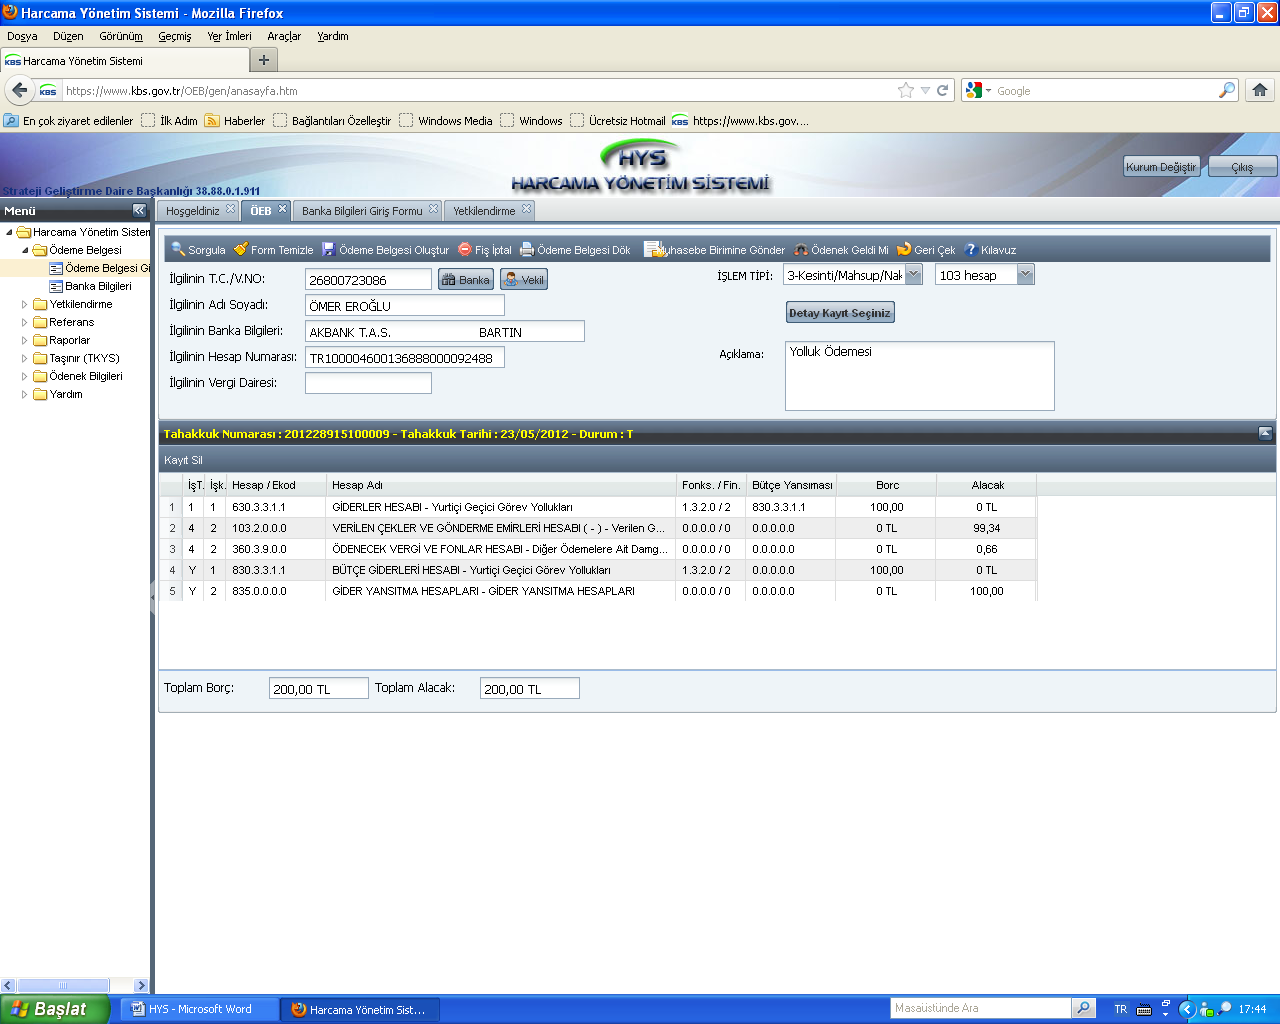 Harcama Yönetim Sistemi - Mozilla Firefox
Dosya Düzen Görünüm Geçmiş Yer İmleri Araçlar Yardım
KBS Harcama Yönetim Sistemi +
KBS https://www.kbs.gov.tr/OEB/gen/anasayfa.htm Google
En çok ziyaret edilenler İlk Adım Haberler Bağlantıları Özelleştir Windows Media Windows Ücretsiz Hotmail KBS https://www.kbs.gov....
HYS
HARCAMA YÖNETİM SİSTEMİ
Kurum Değiştir Çıkış
Strateji Geliştirme Daire Başkanlığı 38.88.0.1.911
Menü
Harcama Yönetim Sistem
Ödeme Belgesi
Ödeme Belgesi Gi
Banka Bilgileri
Yetkilendirme
Referans
Raporlar
Taşınır (TKYS)
Ödenek Bilgileri
Yardım
Hoşgeldiniz ÖEB Banka Bilgileri Giriş Formu Yetkilendirme
Sorgula Form Temizle Ödeme Belgesi Oluştur Fiş İptal Ödeme Belgesi Dök Muhasebe Birimine Gönder Ödenek Geldi Mi Geri Çek Kılavuz
İlgilinin T.C./V.NO: 26800723086 Banka Vekil
İlgilinin Adı Soyadı: ÖMER EROĞLU
İlgilinin Banka Bilgileri: AKBANK T.A.S. BARTIN
İlgilinin Hesap Numarası: TR100004600136888000092488
İlgilinin Vergi Dairesi:
İŞLEM TİPİ: 3-Kesinti/Mahsup/Nak 103 hesap
Detay Kayıt Seçiniz
Açıklama: Yolluk Ödemesi
Tahakkuk Numarası : 201228915100009 - Tahakkuk Tarihi : 23/05/2012 - Durum : T
Kayıt Sil
İşT. İşk. Hesap / Ekod Hesap Adı Fonks. / Fin. Bütçe Yansıması Borc Alacak
1 1 1 630.3.3.1.1 GİDERLER HESABI - Yurtiçi Geçici Görev Yollukları 1.3.2.0 / 2 830.3.3.1.1 100,00 0 TL
2 4 2 103.2.0.0.0 VERİLEN ÇEKLER VE GÖNDERME EMİRLERİ HESABI ( - ) - Verilen G... 0.0.0.0 / 0 0.0.0.0.0 0 TL 99,34
3 4 2 360.3.9.0.0 ÖDENECEK VERGİ VE FONLAR HESABI - Diğer Ödemelere Ait Damg... 0.0.0.0 / 0 0.0.0.0.0 0 TL 0,66
4 Y 1 830.3.3.1.1 BÜTÇE GİDERLERİ HESABI - Yurtiçi Geçici Görev Yollukları 1.3.2.0 / 2 0.0.0.0.0 100,00 0 TL
5 Y 2 835.0.0.0.0 GİDER YANSITMA HESAPLARI - GİDER YANSITMA HESAPLARI 0.0.0.0 / 0 0.0.0.0.0 0 TL 100,00
Toplam Borç: 200,00 TL Toplam Alacak: 200,00 TL
Başlat HYS - Microsoft Word Harcama Yönetim Sist... Masaüstünde Ara TR 17:44